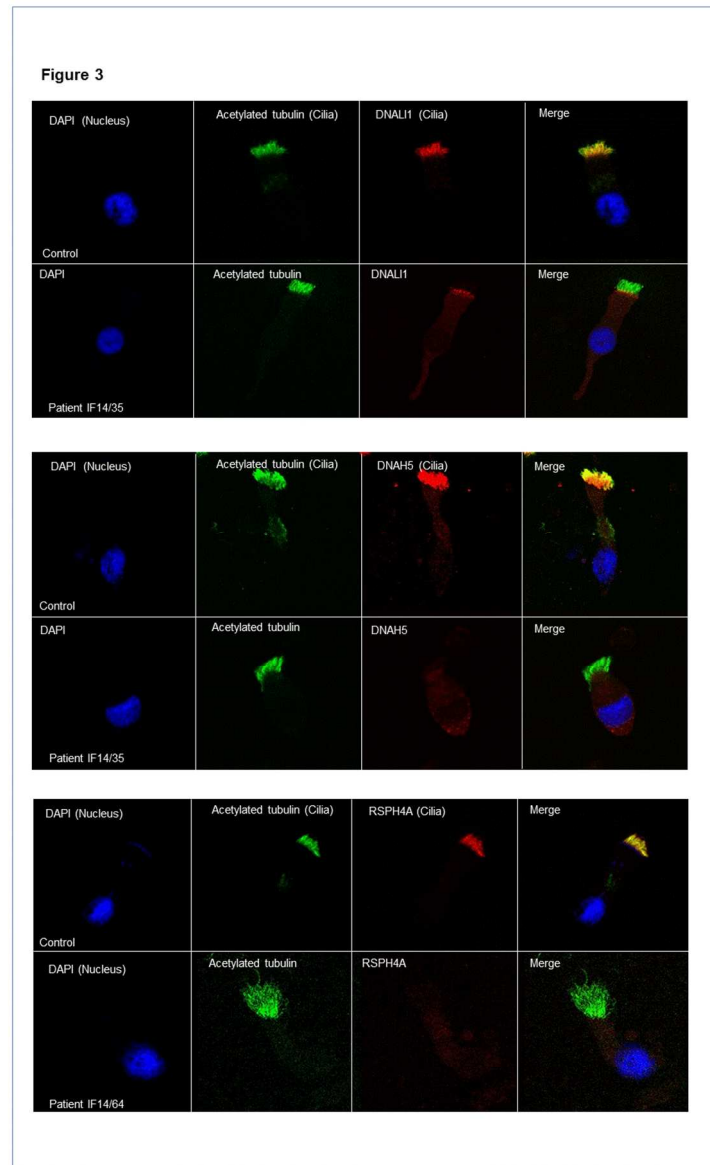 Figure 3
DAPI (Nucleus)
Acetylated tubulin (Cilia)
DNALI1 (Cilia)
Merge
Control
DAPI
Acetylated tubulin
DNALI1
Merge
Patient IF14/35
DAPI (Nucleus)
Acetylated tubulin (Cilia)
DNAH5 (Cilia)
Merge
Control
DAPI
Acetylated tubulin
DNAH5
Merge
Patient IF14/35
DAPI (Nucleus)
Acetylated tubulin (Cilia)
RSPH4A (Cilia)
Merge
Control
DAPI (Nucleus)
Acetylated tubulin
RSPH4A
Merge
Patient IF14/64